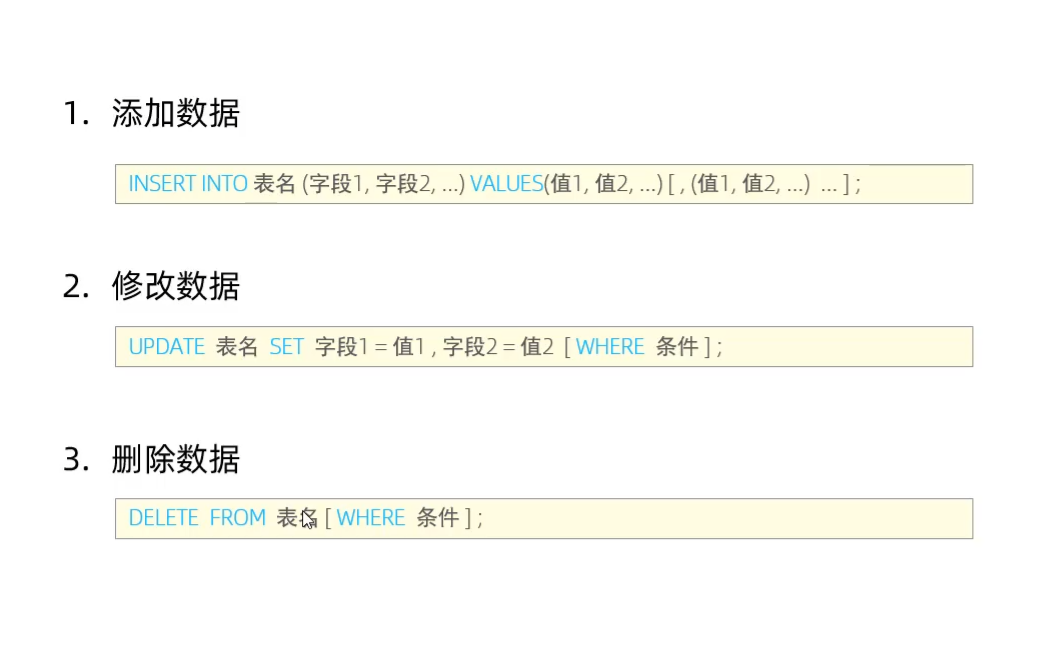 1. 添加数据
INSERT INTO 表名 (字段1, 字段2, ...) VALUES(值1, 值2, ...) [ , (值1, 值2, ...) ... ] ;
2. 修改数据
UPDATE 表名 SET 字段1 = 值1 , 字段2 = 值2 [ WHERE 条件 ] ;
3. 删除数据
DELETE FROM 表名 [ WHERE 条件 ] ;